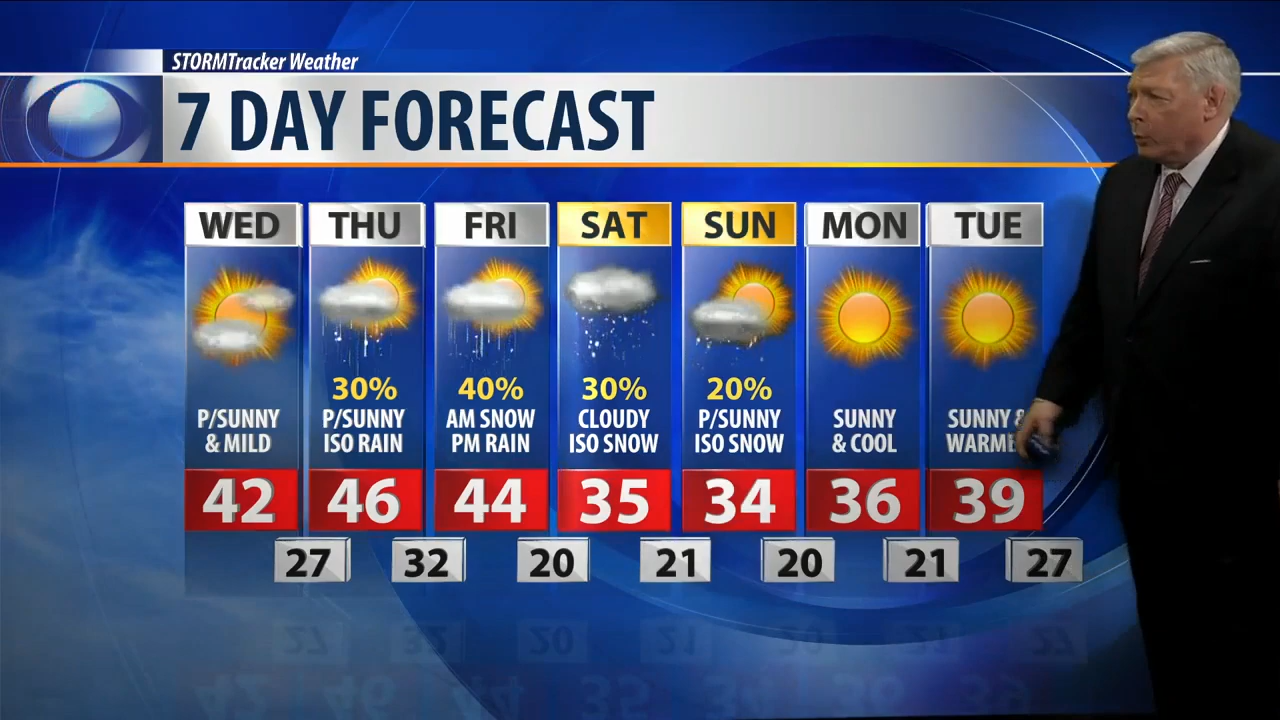 STORMTracker Weather
7 DAY FORECAST
WED THU FRI SAT SUN MON TUE
30% 40% 30% 20%
P/SUNNY P/SUNNY AM SNOW CLOUDY P/SUNNY SUNNY SUNNY &
& MILD ISO RAIN PM RAIN ISO SNOW ISO SNOW & COOL
42 46 44 35 34 36 39
27 32 20 21 20 21 27